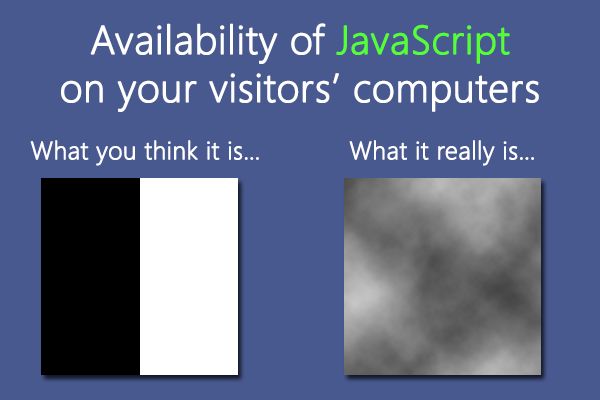 Availability of JavaScript
on your visitors’ computers
What you think it is...
What it really is...